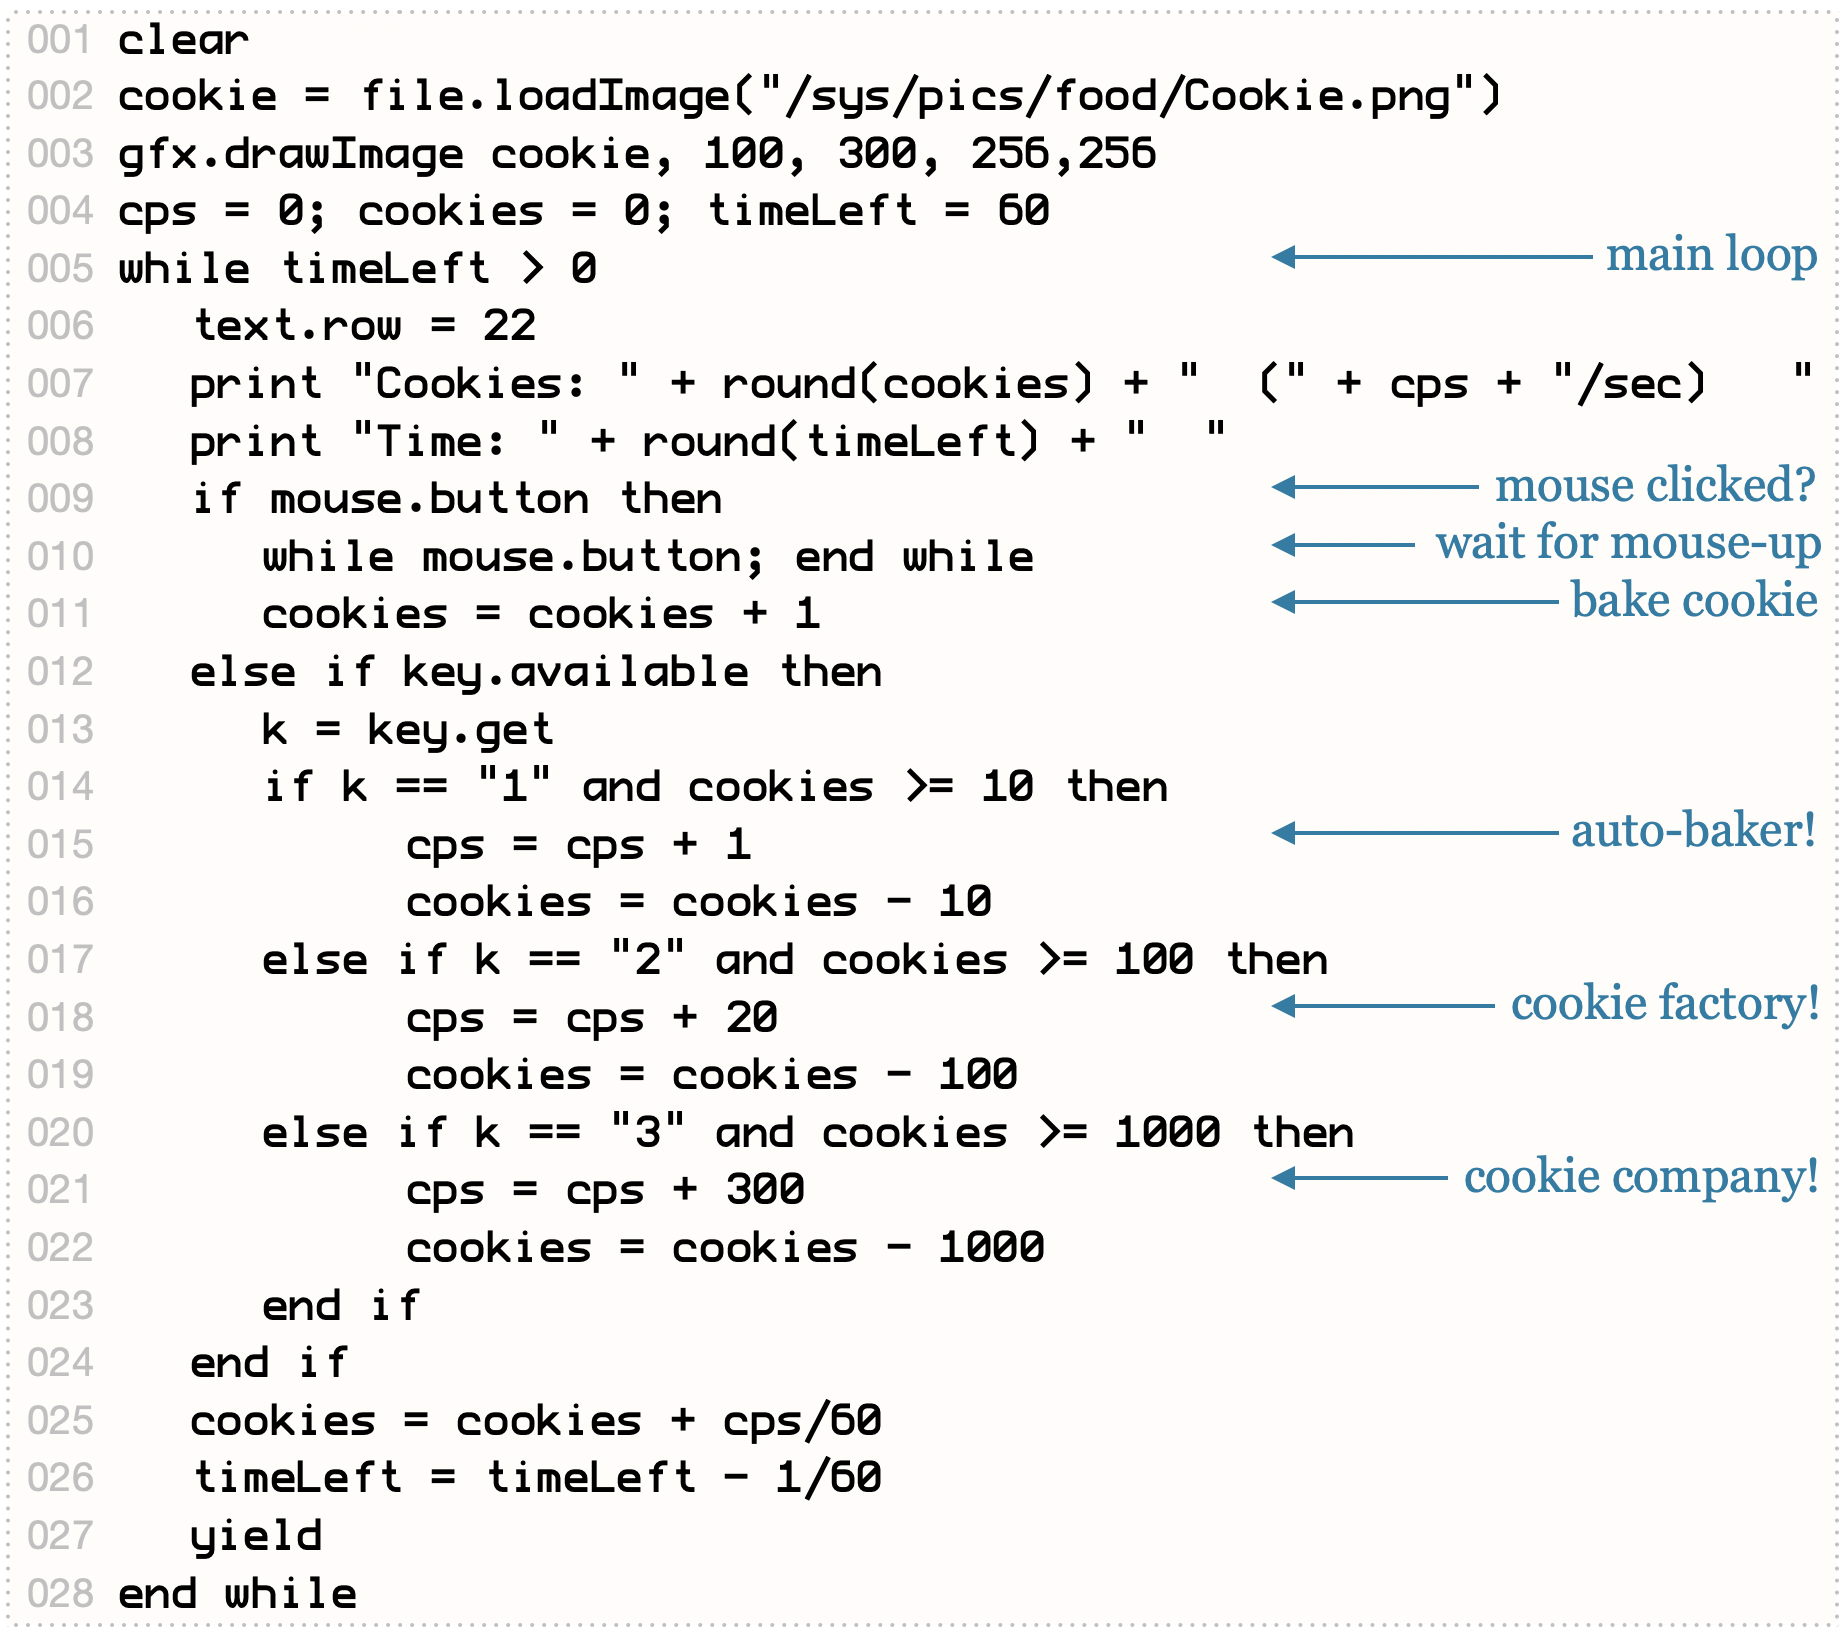 001 clear
002 cookie = file.loadImage("/sys/pics/food/Cookie.png")
003 gfx.drawImage cookie, 100, 300, 256,256
004 cps = 0; cookies = 0; timeLeft = 60
005 while timeLeft > 0 main loop
006    text.row = 22
007    print "Cookies: " + round(cookies) + "  (" + cps + "/sec)   "
008    print "Time: " + round(timeLeft) + "  "
009    if mouse.button then mouse clicked?
010       while mouse.button; end while wait for mouse-up
011       cookies = cookies + 1 bake cookie
012    else if key.available then
013       k = key.get
014       if k == "1" and cookies >= 10 then
015             cps = cps + 1 auto-baker!
016             cookies = cookies - 10
017       else if k == "2" and cookies >= 100 then
018             cps = cps + 20 cookie factory!
019             cookies = cookies - 100
020       else if k == "3" and cookies >= 1000 then
021             cps = cps + 300 cookie company!
022             cookies = cookies - 1000
023       end if
024    end if
025    cookies = cookies + cps/60
026    timeLeft = timeLeft - 1/60
027    yield
028 end while